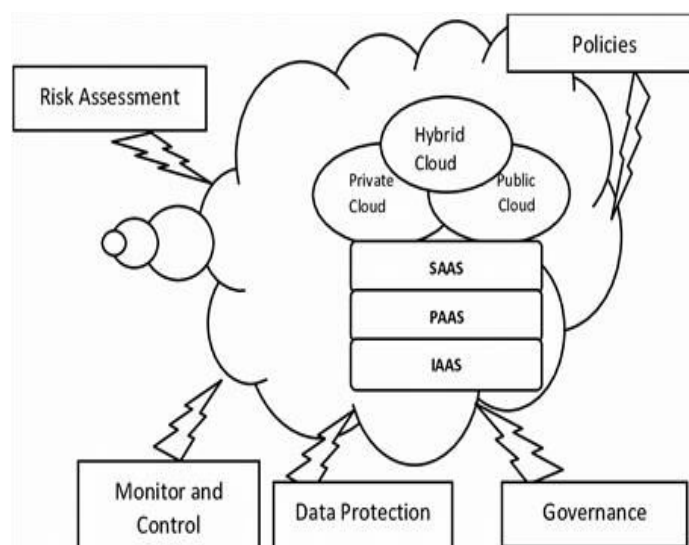 Policies
Risk Assessment
Hybrid
Cloud
Private
Cloud
Public
Cloud
SAAS
PAAS
IAAS
Monitor and
Control
Data Protection
Governance